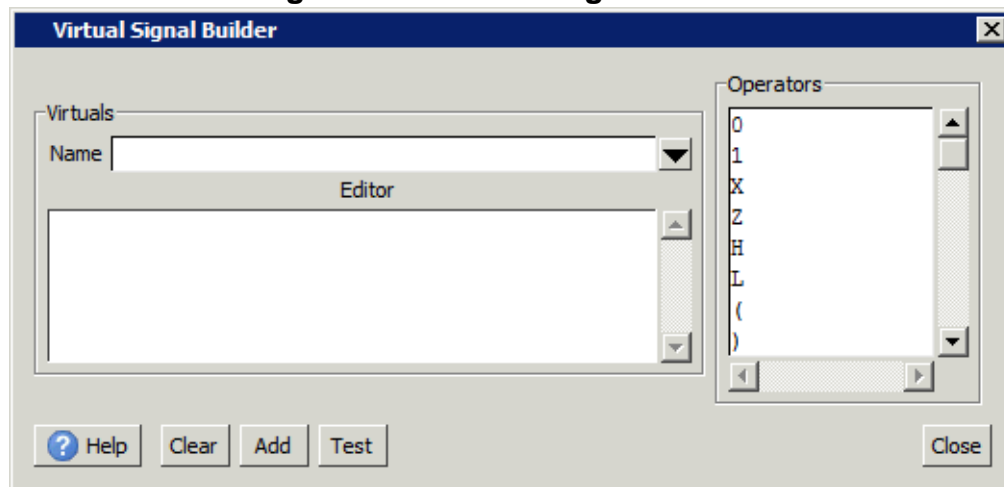 Virtual Signal Builder
Virtuals
Name
Editor
Operators
0
1
X
Z
H
L
(
)
Help
Clear
Add
Test
Close